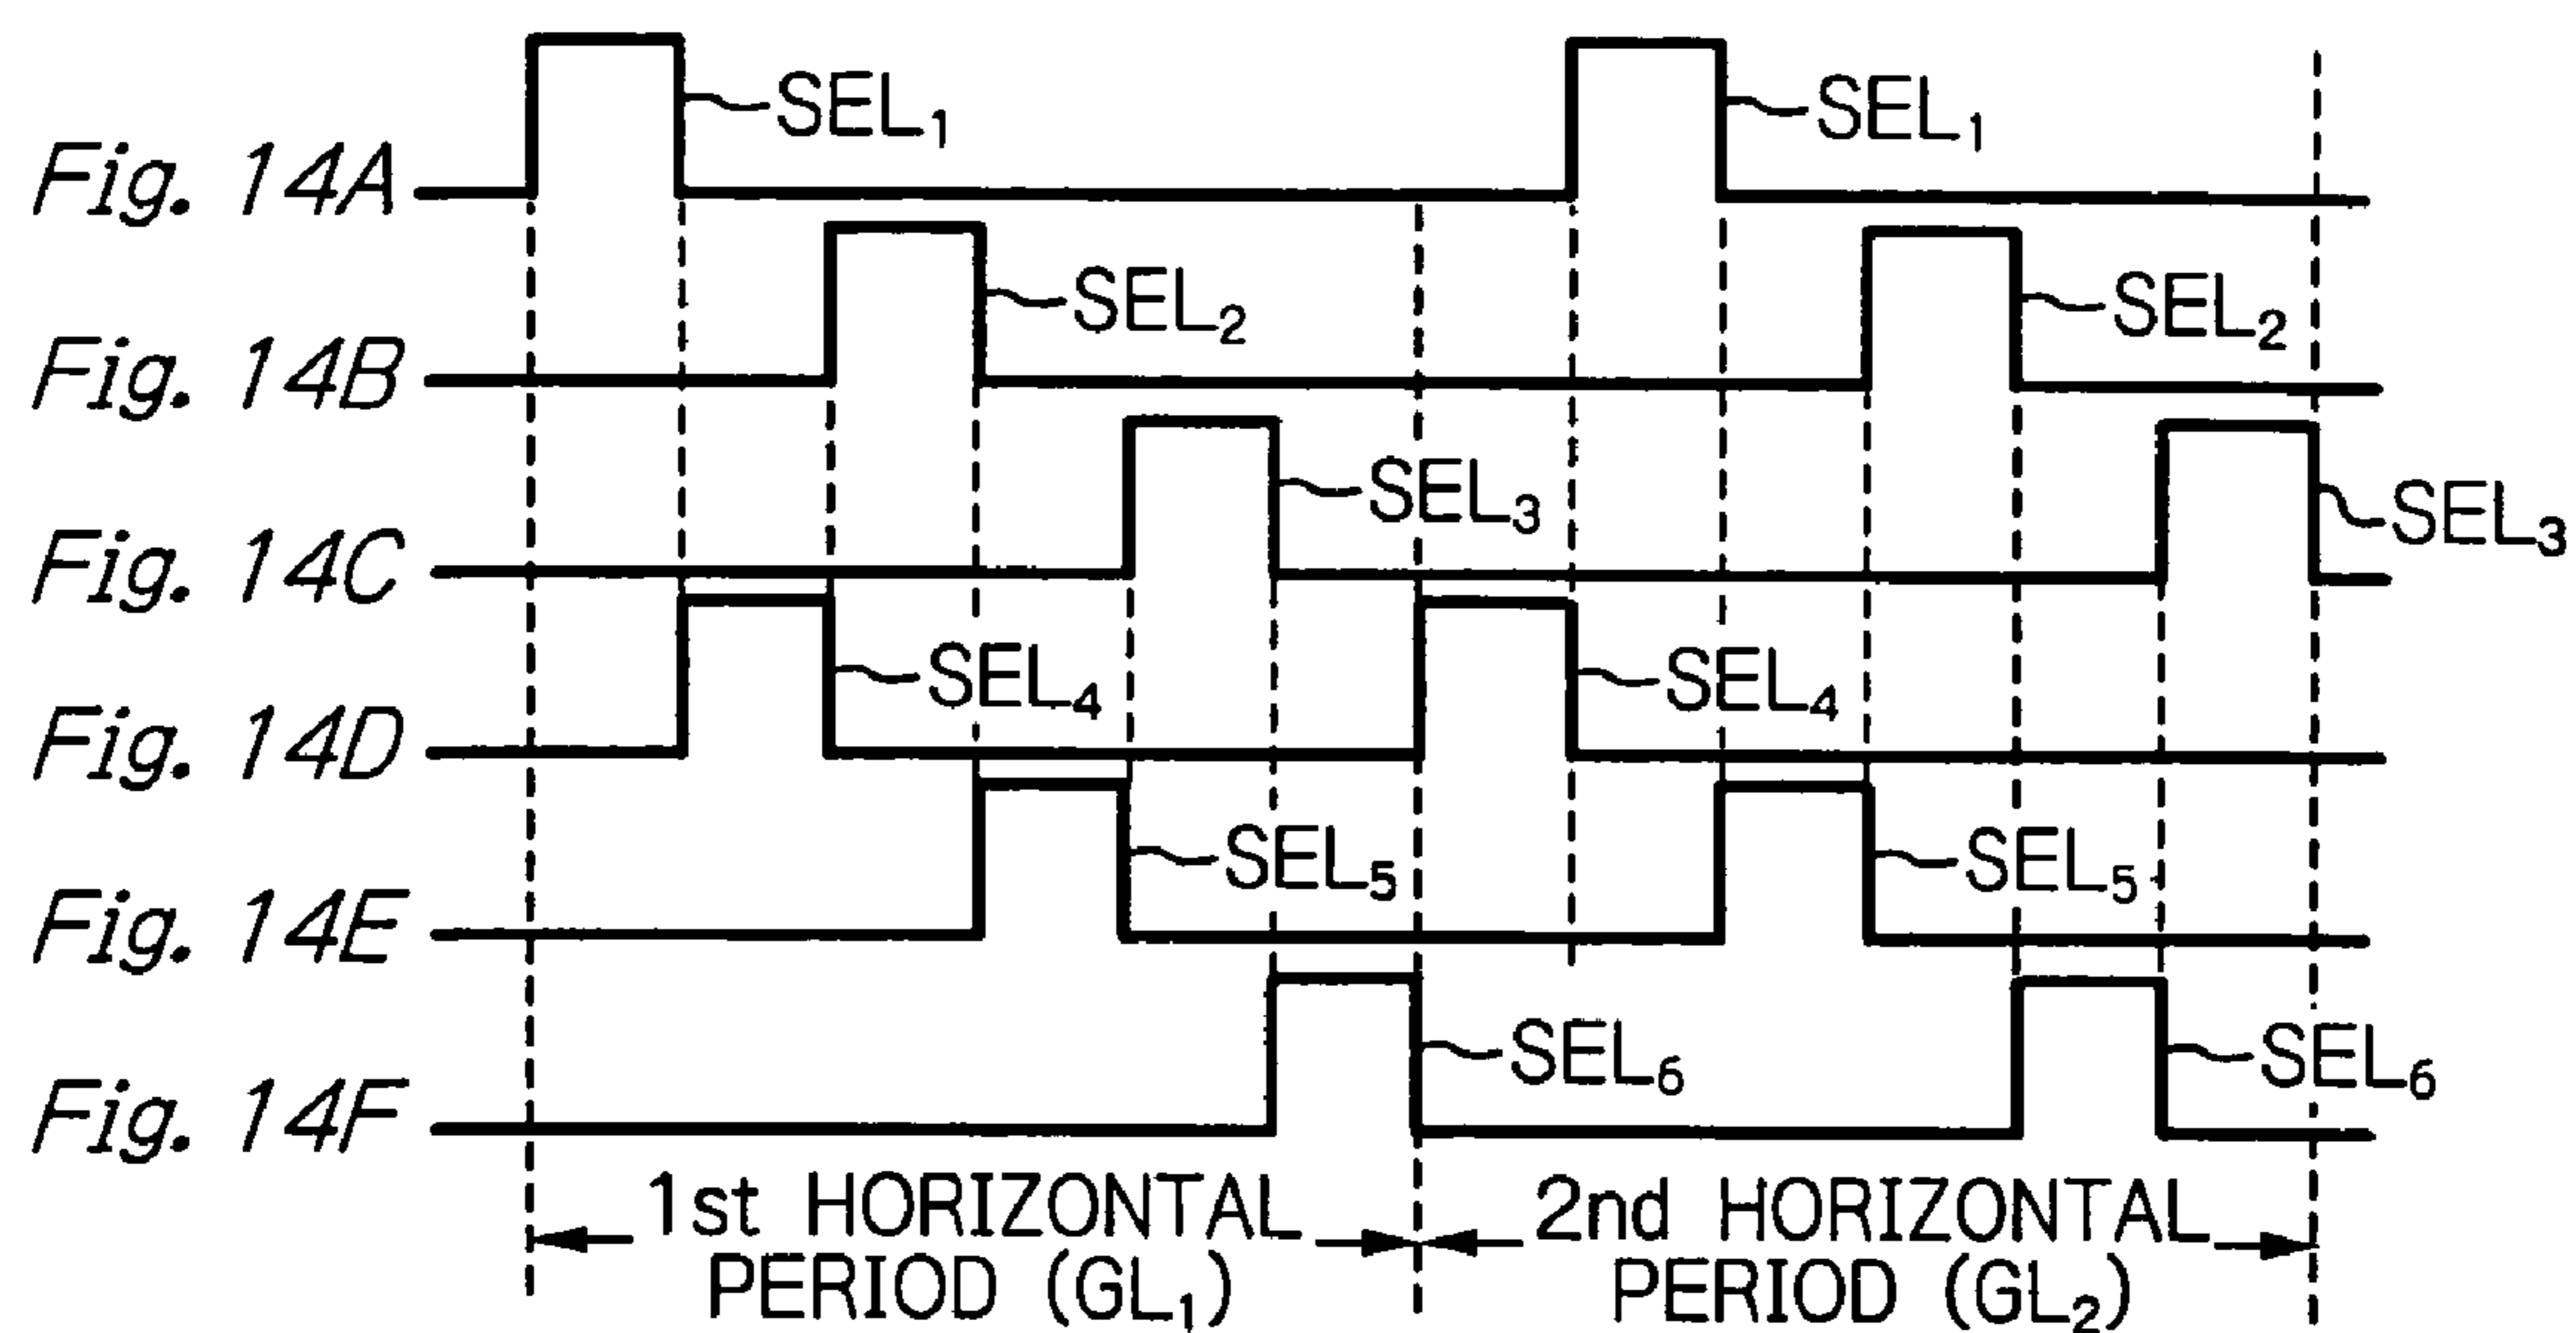 Fig. 14A SEL₁ SEL₁
Fig. 14B SEL₂ SEL₂
Fig. 14C SEL₃ SEL₃
Fig. 14D SEL₄ SEL₄
Fig. 14E SEL₅ SEL₅
Fig. 14F SEL₆ SEL₆
1st HORIZONTAL PERIOD (GL₁)
2nd HORIZONTAL PERIOD (GL₂)